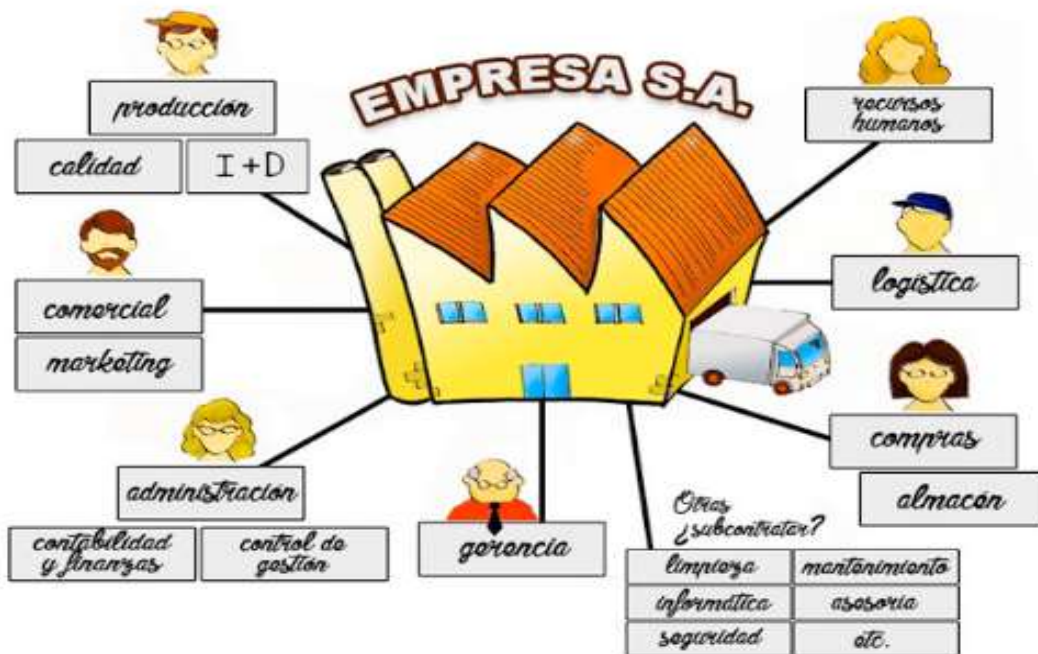 EMPRESA S.A.
producción
calidad
I+D
comercial
marketing
administración
contabilidad
y finanzas
control de
gestión
gerencia
Otras
¿subcontratar?
limpieza
mantenimiento
informática
asesoría
seguridad
etc.
recursos
humanos
logística
compras
almacén